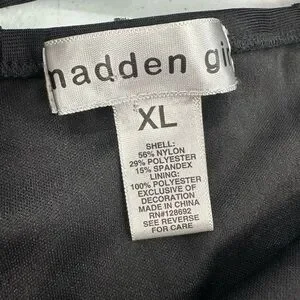 madden gi
XL
SHELL:
56% NYLON
29% POLYESTER
15% SPANDEX
LINING:
100% POLYESTER
EXCLUSIVE OF
DECORATION
MADE IN CHINA
RN#128692
SEE REVERSE
FOR CARE